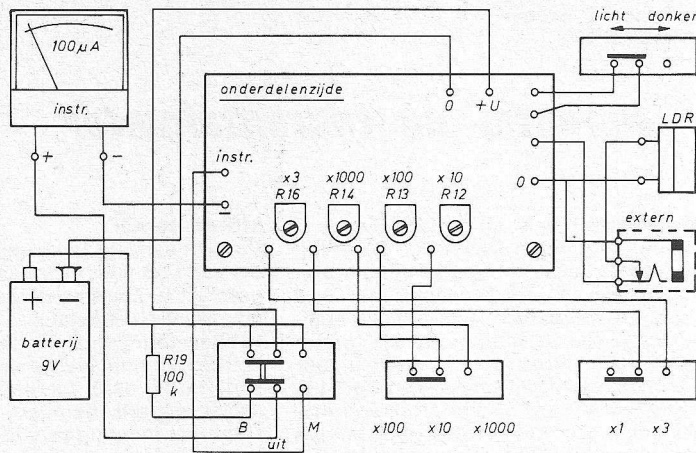 licht donker
100µA
onderdelenzijde
instr.
0 +U
LDR
+ -
instr.
x3 x1000 x100 x10
R16 R14 R13 R12
0
-
extern
+ -
batterij
9V
R19
100
k
B M
uit
x100 x10 x1000
x1 x3